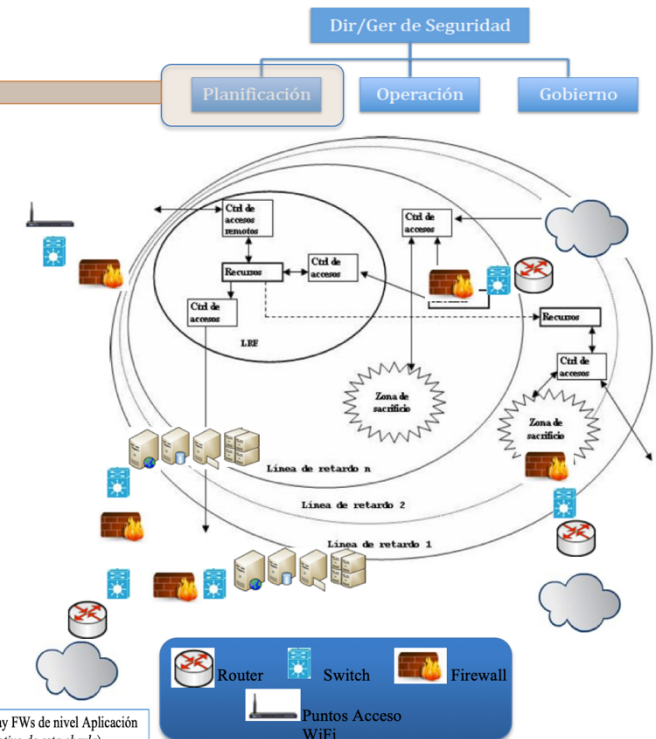 Dir/Ger de Seguridad
Planificación
Operación
Gobierno
Ctrl de
accesos
remotos
Ctrl de
accesos
Recursos
Ctrl de
accesos
Ctrl de
accesos
LRF
Recursos
Ctrl de
accesos
Zona de
sacrificio
Zona de
sacrificio
Línea de retardo n
Línea de retardo 2
Línea de retardo 1
Router
Switch
Firewall
Puntos Acceso
WiFi
ay FWs de nivel Aplicación